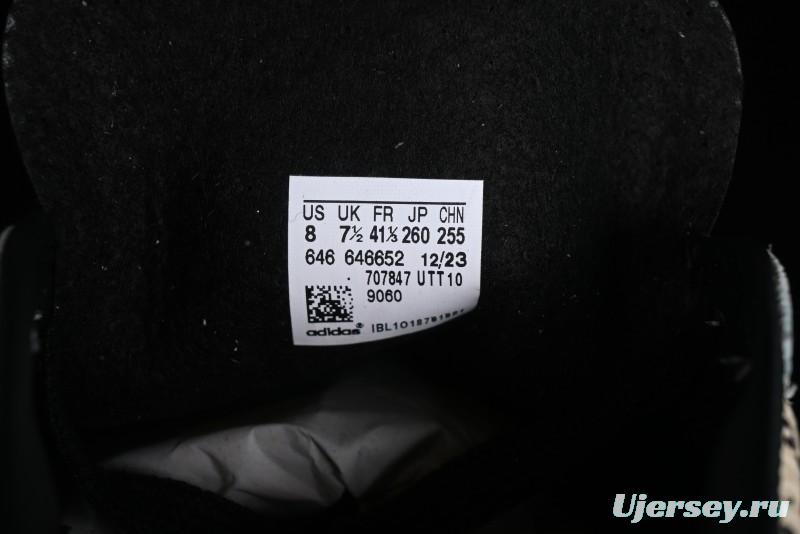 US UK FR JP CHN
8 7½ 41⅓ 260 255
646 646652 12/23
707847 UTT10
9060
adidas®
Ujersey.ru